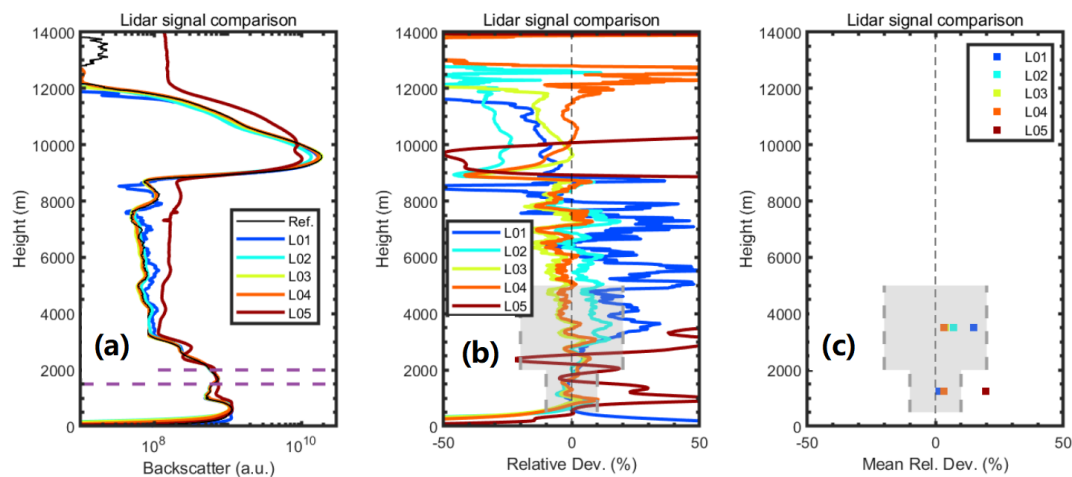 Lidar signal comparison
14000
12000
10000
8000
6000
4000
2000
0
Height (m)
10^8
10^10
Backscatter (a.u.)
Ref.
L01
L02
L03
L04
L05
(a)
Lidar signal comparison
14000
12000
10000
8000
6000
4000
2000
0
Height (m)
-50
0
50
Relative Dev. (%)
L01
L02
L03
L04
L05
(b)
Lidar signal comparison
14000
12000
10000
8000
6000
4000
2000
0
Height (m)
-50
0
50
Mean Rel. Dev. (%)
L01
L02
L03
L04
L05
(c)